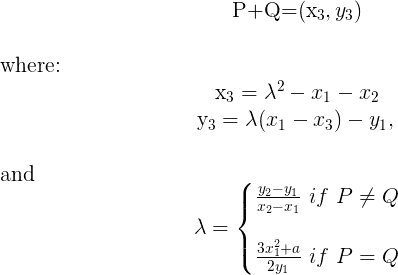 P+Q=(x₃, y₃)
where:
x₃ = λ² − x₁ − x₂
y₃ = λ(x₁ − x₃) − y₁,
and
λ = { (y₂−y₁)/(x₂−x₁) if P ≠ Q
(3x₁²+a)/(2y₁) if P = Q